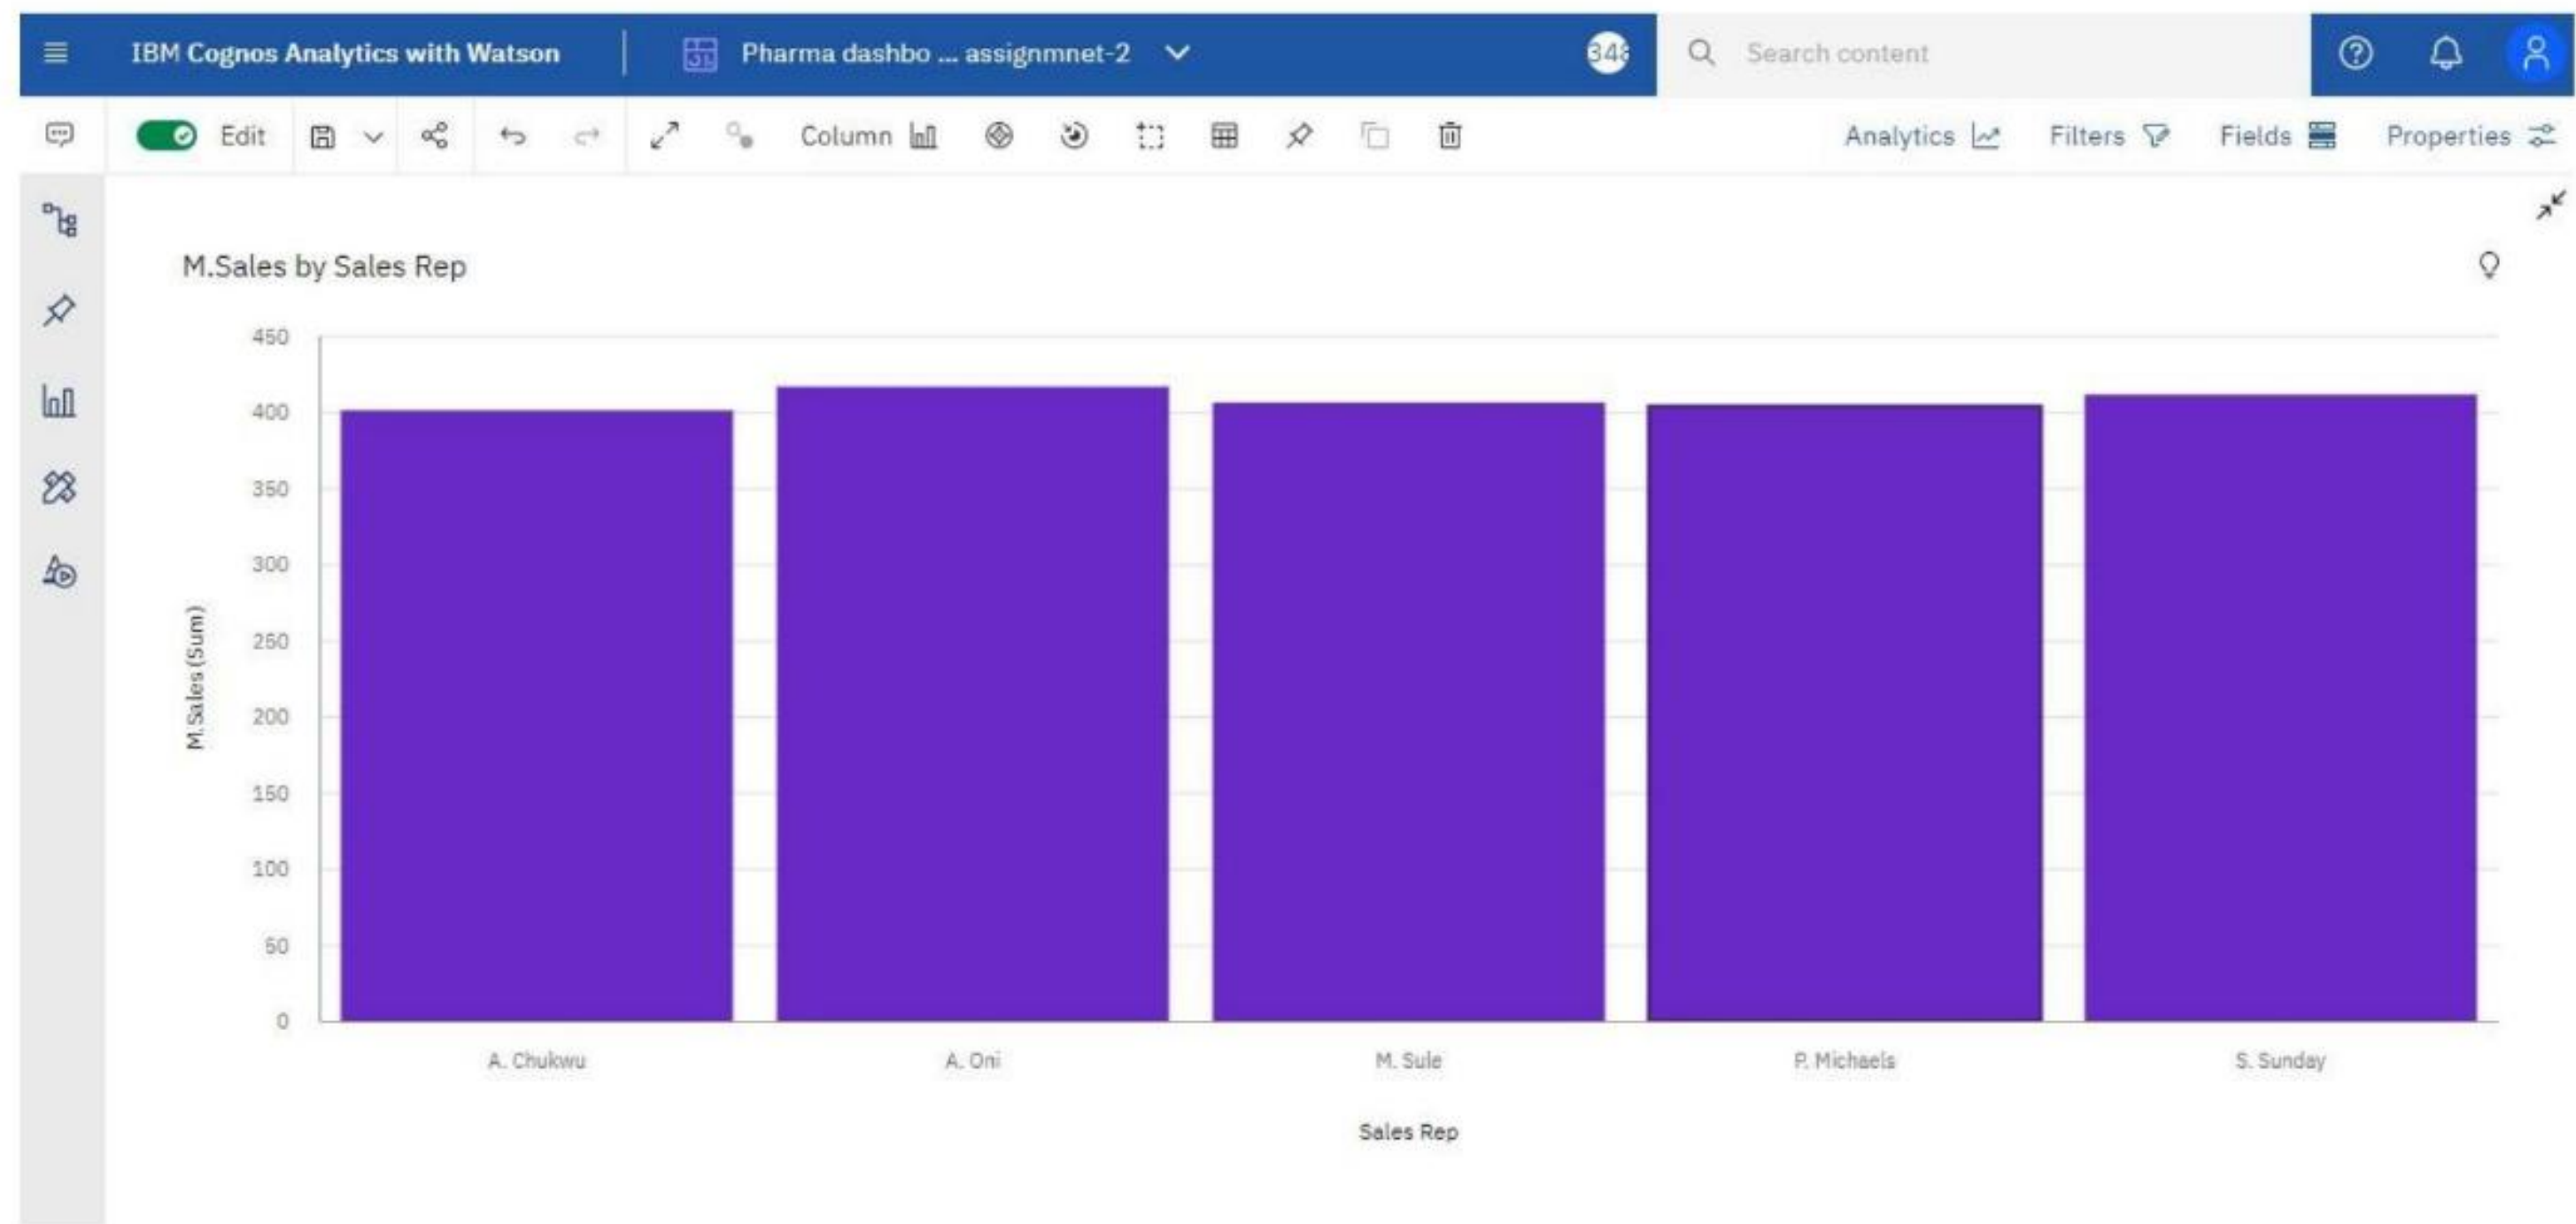 IBM Cognos Analytics with Watson
Pharma dashbo ... assignmnet-2
348
Search content
Edit
Column
Analytics
Filters
Fields
Properties
M.Sales by Sales Rep
450
400
350
300
250
200
150
100
50
0
M.Sales (Sum)
A. Chukwu
A. Oni
M. Sule
P. Michaels
S. Sunday
Sales Rep